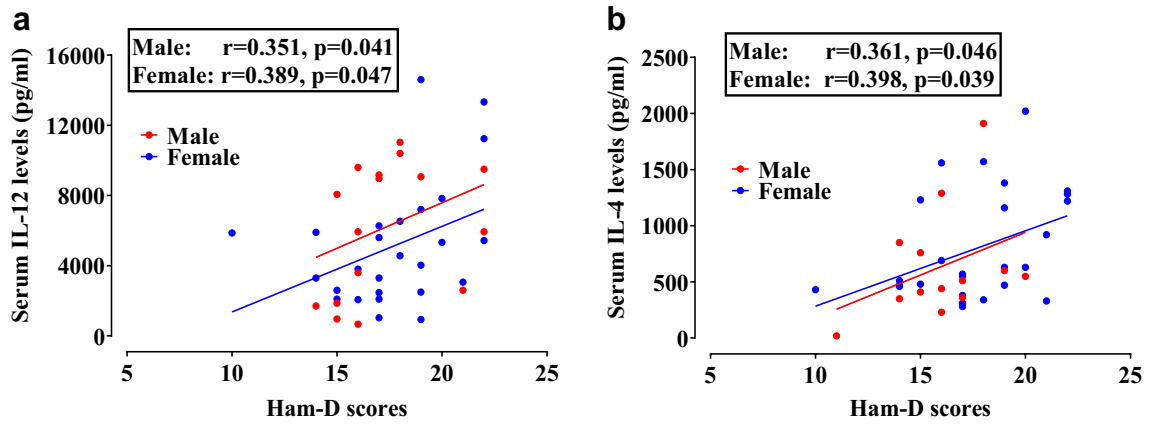 a
Male: r=0.351, p=0.041
Female: r=0.389, p=0.047
Serum IL-12 levels (pg/ml)
16000
12000
8000
4000
0
Male
Female
5 10 15 20 25
Ham-D scores
b
Male: r=0.361, p=0.046
Female: r=0.398, p=0.039
Serum IL-4 levels (pg/ml)
2500
2000
1500
1000
500
0
Male
Female
5 10 15 20 25
Ham-D scores